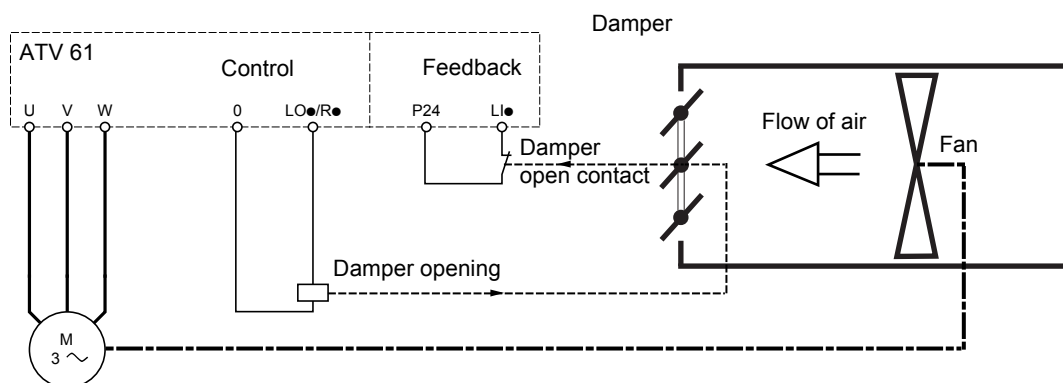 Damper
ATV 61
Control
Feedback
U
V
W
0
LO●/R●
P24
LI●
Flow of air
Fan
Damper
open contact
Damper opening
M
3 ~